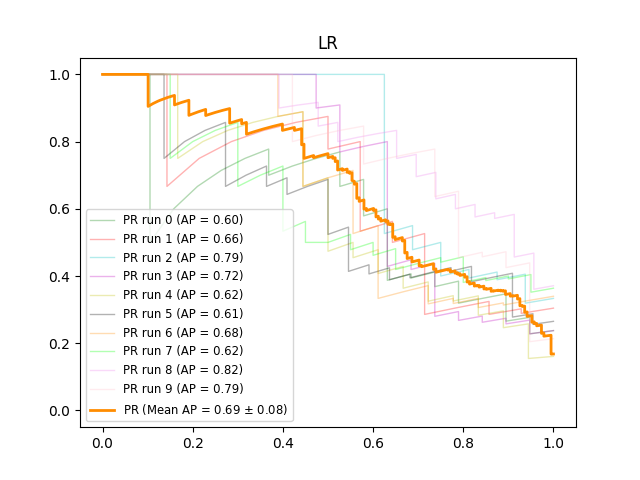 LR
1.0
0.8
0.6
0.4
0.2
0.0
PR run 0 (AP = 0.60)
PR run 1 (AP = 0.66)
PR run 2 (AP = 0.79)
PR run 3 (AP = 0.72)
PR run 4 (AP = 0.62)
PR run 5 (AP = 0.61)
PR run 6 (AP = 0.68)
PR run 7 (AP = 0.62)
PR run 8 (AP = 0.82)
PR run 9 (AP = 0.79)
PR (Mean AP = 0.69 ± 0.08)
0.0 0.2 0.4 0.6 0.8 1.0